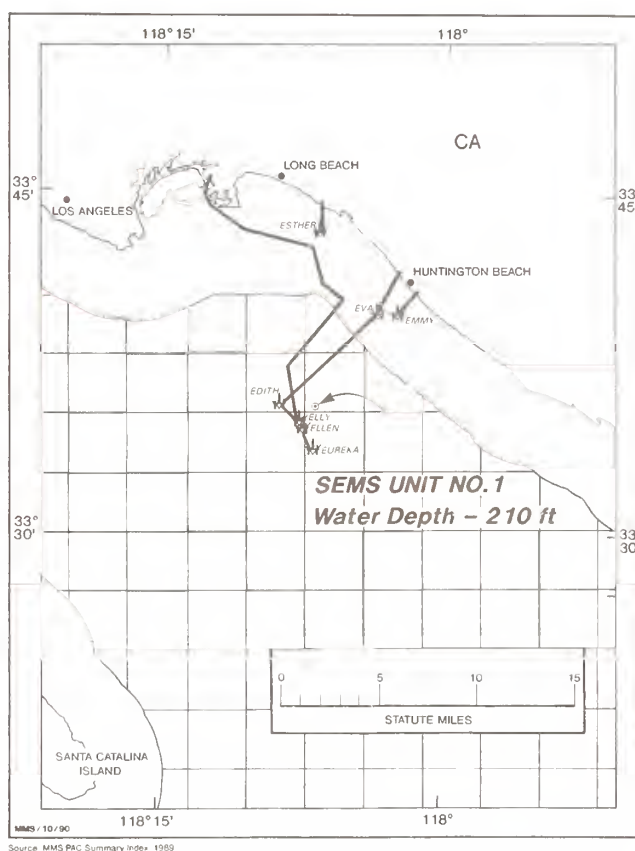 118° 15'
118°
CA
LONG BEACH
33°
45'
33°
45'
LOS ANGELES
ESTHER
HUNTINGTON BEACH
EVA
EMMY
EDITH
ELLY
ELLEN
EUREKA
SEMS UNIT NO. 1
Water Depth – 210 ft
33°
30'
33°
30'
0 5 10 15
STATUTE MILES
SANTA CATALINA
ISLAND
118° 15'
118°
MMS / 10 / 90
Source MMS PAC Summary Index, 1989